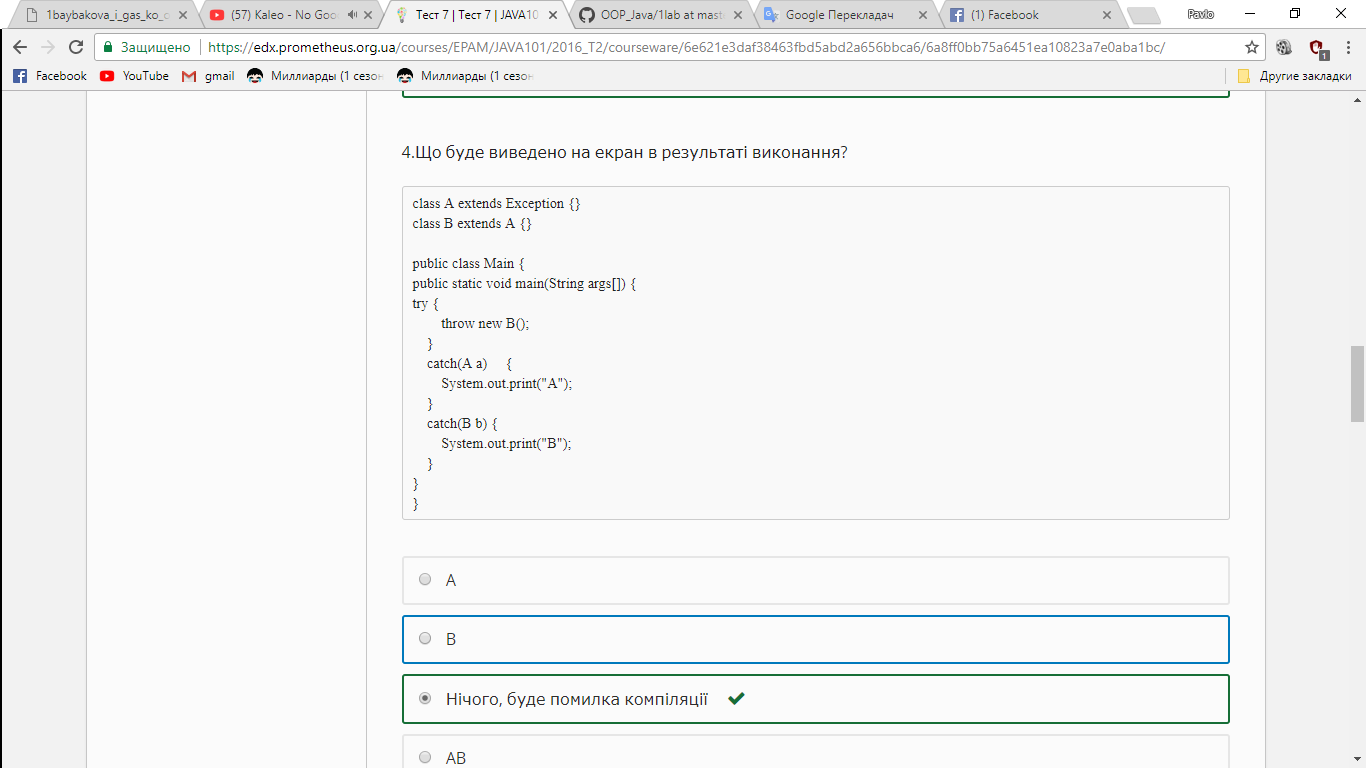 1baybakova_i_gas_ko_o
(57) Kaleo - No Goo
Тест 7 | Тест 7 | JAVA10
OOP_Java/1lab at mast
Google Перекладач
(1) Facebook
Pavlo
Защищено
https://edx.prometheus.org.ua/courses/EPAM/JAVA101/2016_T2/courseware/6e621e3daf38463fbd5abd2a656bbca6/6a8ff0bb75a6451ea10823a7e0aba1bc/
1
Facebook
YouTube
gmail
Миллиарды (1 сезон
Миллиарды (1 сезон
Другие закладки
4.Що буде виведено на екран в результаті виконання?
class A extends Exception {}
class B extends A {}
public class Main {
public static void main(String args[]) {
try {
throw new B();
}
catch(A a) {
System.out.print("A");
}
catch(B b) {
System.out.print("B");
}
}
}
A
B
Нічого, буде помилка компіляції
AB